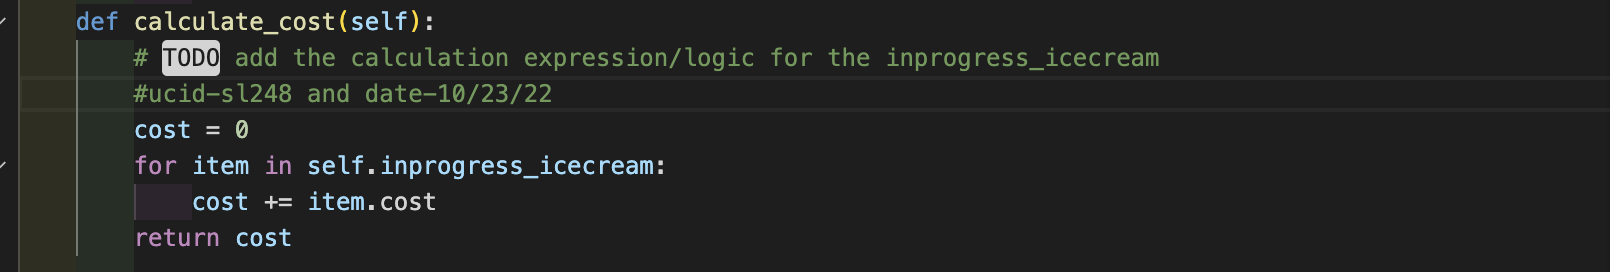 def calculate_cost(self):
# TODO add the calculation expression/logic for the inprogress_icecream
#ucid-sl248 and date-10/23/22
cost = 0
for item in self.inprogress_icecream:
cost += item.cost
return cost